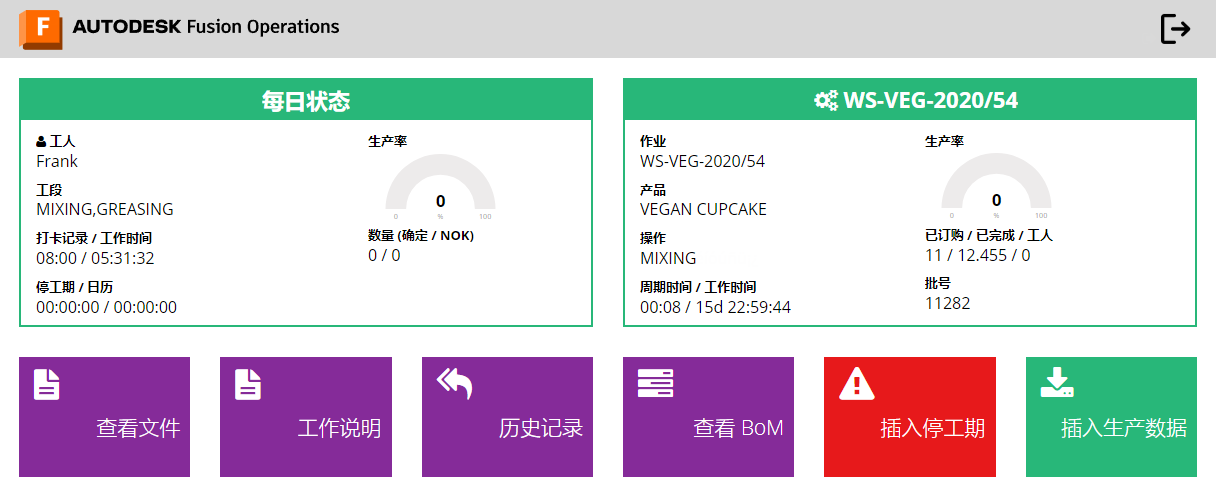 F AUTODESK Fusion Operations
每日状态
工人
Frank
工段
MIXING,GREASING
打卡记录 / 工作时间
08:00 / 05:31:32
停工期 / 日历
00:00:00 / 00:00:00
生产率
0
0 % 100
数量 (确定 / NOK)
0 / 0
WS-VEG-2020/54
作业
WS-VEG-2020/54
产品
VEGAN CUPCAKE
操作
MIXING
周期时间 / 工作时间
00:08 / 15d 22:59:44
生产率
0
0 % 100
已订购 / 已完成 / 工人
11 / 12.455 / 0
批号
11282
查看文件
工作说明
历史记录
查看 BoM
插入停工期
插入生产数据